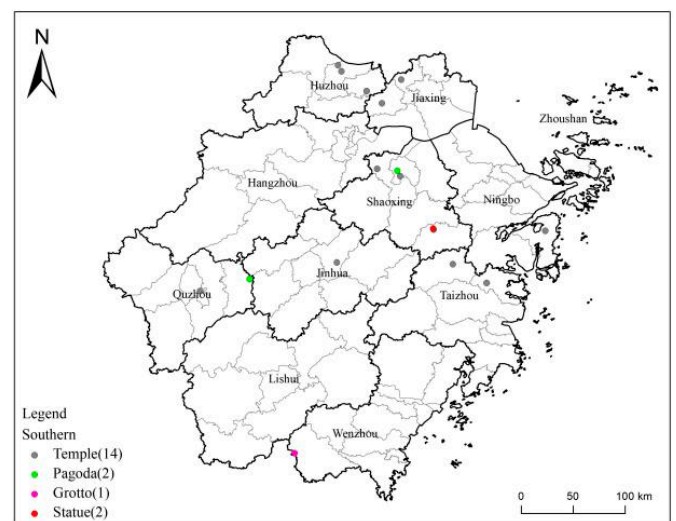 N
Huzhou
Jiaxing
Zhoushan
Hangzhou
Shaoxing
Ningbo
Jinhua
Quzhou
Taizhou
Lishui
Wenzhou
Legend
Southern
Temple(14)
Pagoda(2)
Grotto(1)
Statue(2)
0 50 100 km